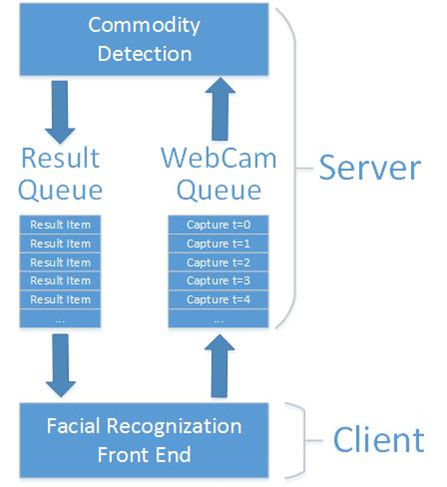 Commodity
Detection
Result
Queue
WebCam
Queue
Server
Result Item
Result Item
Result Item
Result Item
Result Item
...
Capture t=0
Capture t=1
Capture t=2
Capture t=3
Capture t=4
...
Facial Recognization
Front End
Client